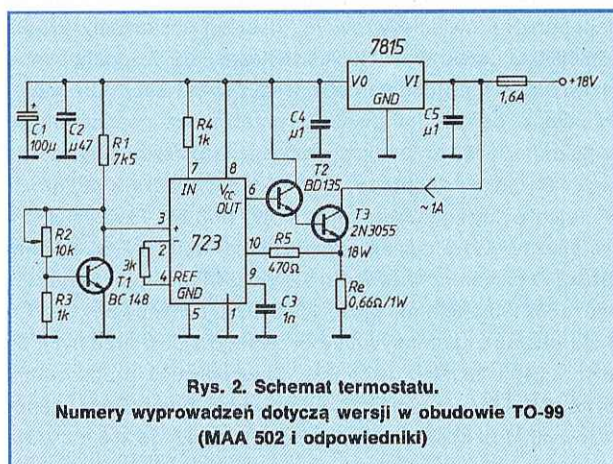 7815
VO
VI
GND
1,6A
+18V
C1
100µ
C2
µ47
R1
7k5
R4
1k
C4
µ1
C5
µ1
T2
BD135
7
8
IN
VCC
OUT
6
T3
2N3055
~1A
3
+
R2
10k
2
-
723
10
R5
470Ω
18W
3k
4
REF
GND
9
T1
BC 148
R3
1k
C3
1n
Re
0,66Ω/1W
5
1
Rys. 2. Schemat termostatu.
Numery wyprowadzeń dotyczą wersji w obudowie TO-99
(MAA 502 i odpowiedniki)